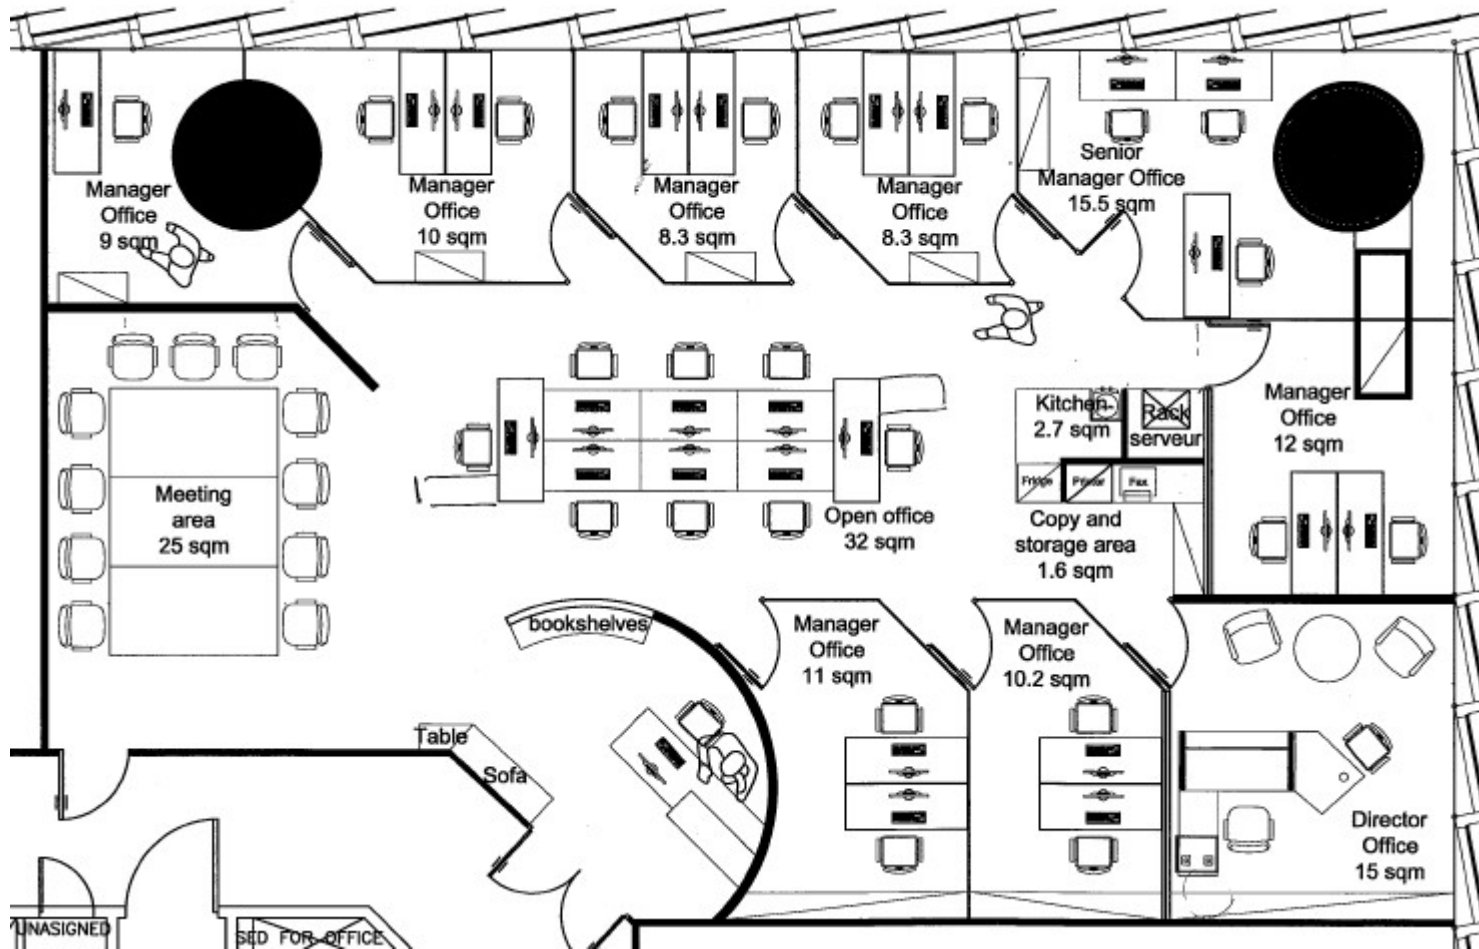 Manager
Office
9 sqm
Manager
Office
10 sqm
Manager
Office
8.3 sqm
Manager
Office
8.3 sqm
Senior
Manager Office
15.5 sqm
Manager
Office
12 sqm
Kitchen
2.7 sqm
Rack
serveur
Fridge
Printer
Fax
Copy and
storage area
1.6 sqm
Meeting
area
25 sqm
Open office
32 sqm
bookshelves
Manager
Office
11 sqm
Manager
Office
10.2 sqm
Table
Sofa
Director
Office
15 sqm
UNASIGNED
SED FOR OFFICE